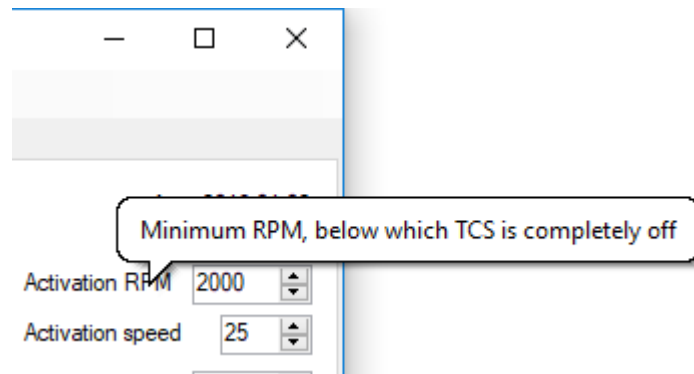 Minimum RPM, below which TCS is completely off
Activation RPM 2000
Activation speed 25